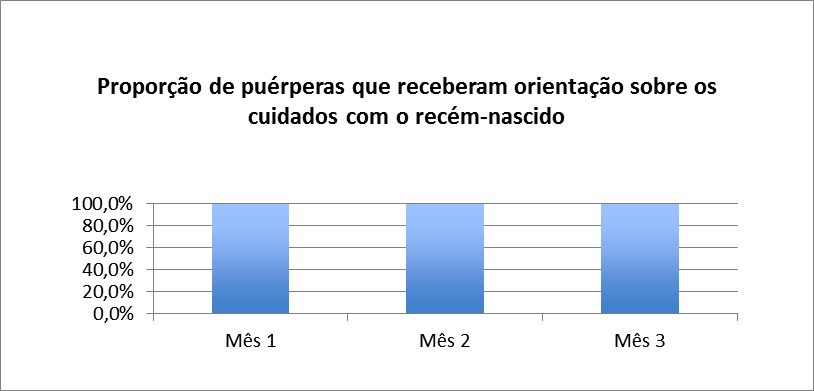 Proporção de puérperas que receberam orientação sobre os
cuidados com o recém-nascido
100,0%
80,0%
60,0%
40,0%
20,0%
0,0%
Mês 1
Mês 2
Mês 3